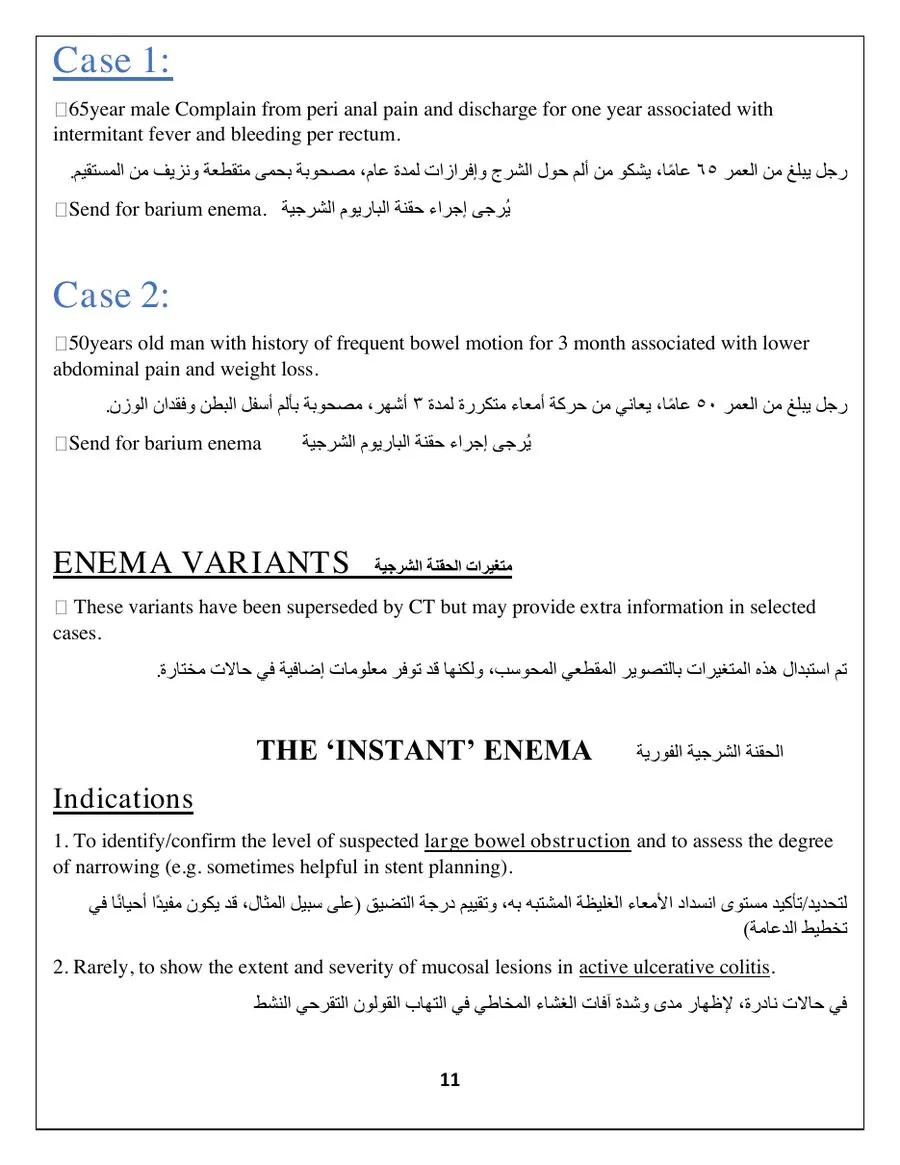 Case 1:
□65year male Complain from peri anal pain and discharge for one year associated with
intermitant fever and bleeding per rectum.
رجل يبلغ من العمر ٦٥ عامًا، يشكو من ألم حول الشرج وإفرازات لمدة عام، مصحوبة بحمى متقطعة ونزيف من المستقيم.
□Send for barium enema. يُرجى إجراء حقنة الباريوم الشرجية
Case 2:
□50years old man with history of frequent bowel motion for 3 month associated with lower
abdominal pain and weight loss.
رجل يبلغ من العمر ٥٠ عامًا، يعاني من حركة أمعاء متكررة لمدة ٣ أشهر، مصحوبة بألم أسفل البطن وفقدان الوزن.
□Send for barium enema يُرجى إجراء حقنة الباريوم الشرجية
ENEMA VARIANTS متغيرات الحقنة الشرجية
□ These variants have been superseded by CT but may provide extra information in selected
cases.
تم استبدال هذه المتغيرات بالتصوير المقطعي المحوسب، ولكنها قد توفر معلومات إضافية في حالات مختارة.
THE ‘INSTANT’ ENEMA الحقنة الشرجية الفورية
Indications
1. To identify/confirm the level of suspected large bowel obstruction and to assess the degree
of narrowing (e.g. sometimes helpful in stent planning).
لتحديد/تأكيد مستوى انسداد الأمعاء الغليظة المشتبه به، وتقييم درجة التضيق (على سبيل المثال، قد يكون مفيدًا أحيانًا في
تخطيط الدعامة)
2. Rarely, to show the extent and severity of mucosal lesions in active ulcerative colitis.
في حالات نادرة، لإظهار مدى وشدة آفات الغشاء المخاطي في التهاب القولون التقرحي النشط
11